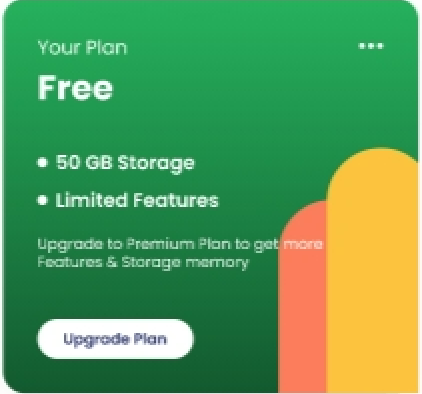 Your Plan
Free
50 GB Storage
Limited Features
Upgrade to Premium Plan to get more
Features & Storage memory
Upgrade Plan